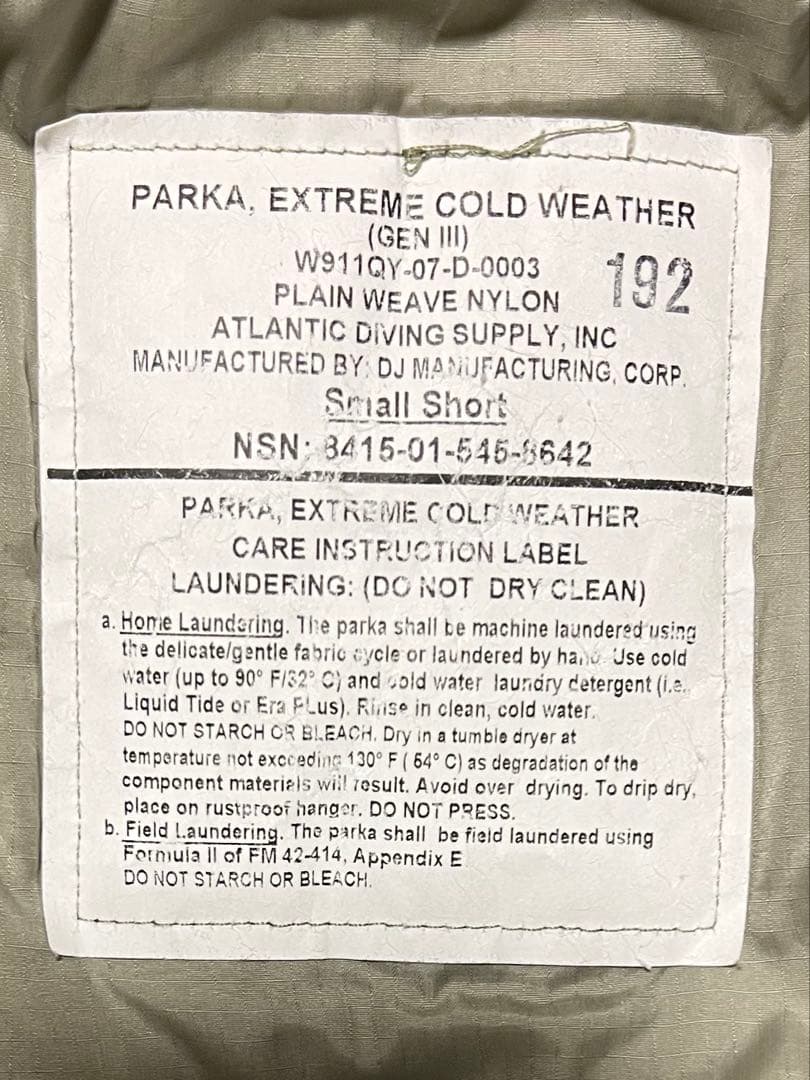 PARKA, EXTREME COLD WEATHER
(GEN III)
W911QY-07-D-0003
192
PLAIN WEAVE NYLON
ATLANTIC DIVING SUPPLY, INC
MANUFACTURED BY: DJ MANUFACTURING, CORP.
Small Short
NSN: 8415-01-545-8642
PARKA, EXTREME COLD WEATHER
CARE INSTRUCTION LABEL
LAUNDERING: (DO NOT DRY CLEAN)
a. Home Laundering. The parka shall be machine laundered using
the delicate/gentle fabric cycle or laundered by hand. Use cold
water (up to 90° F/32° C) and cold water laundry detergent (i.e.
Liquid Tide or Era PLus). Rinse in clean, cold water.
DO NOT STARCH OR BLEACH. Dry in a tumble dryer at
temperature not exceeding 130° F ( 54° C) as degradation of the
component materials will result. Avoid over drying. To drip dry,
place on rustproof hanger. DO NOT PRESS.
b. Field Laundering. The parka shall be field laundered using
Formula II of FM 42-414, Appendix E
DO NOT STARCH OR BLEACH.